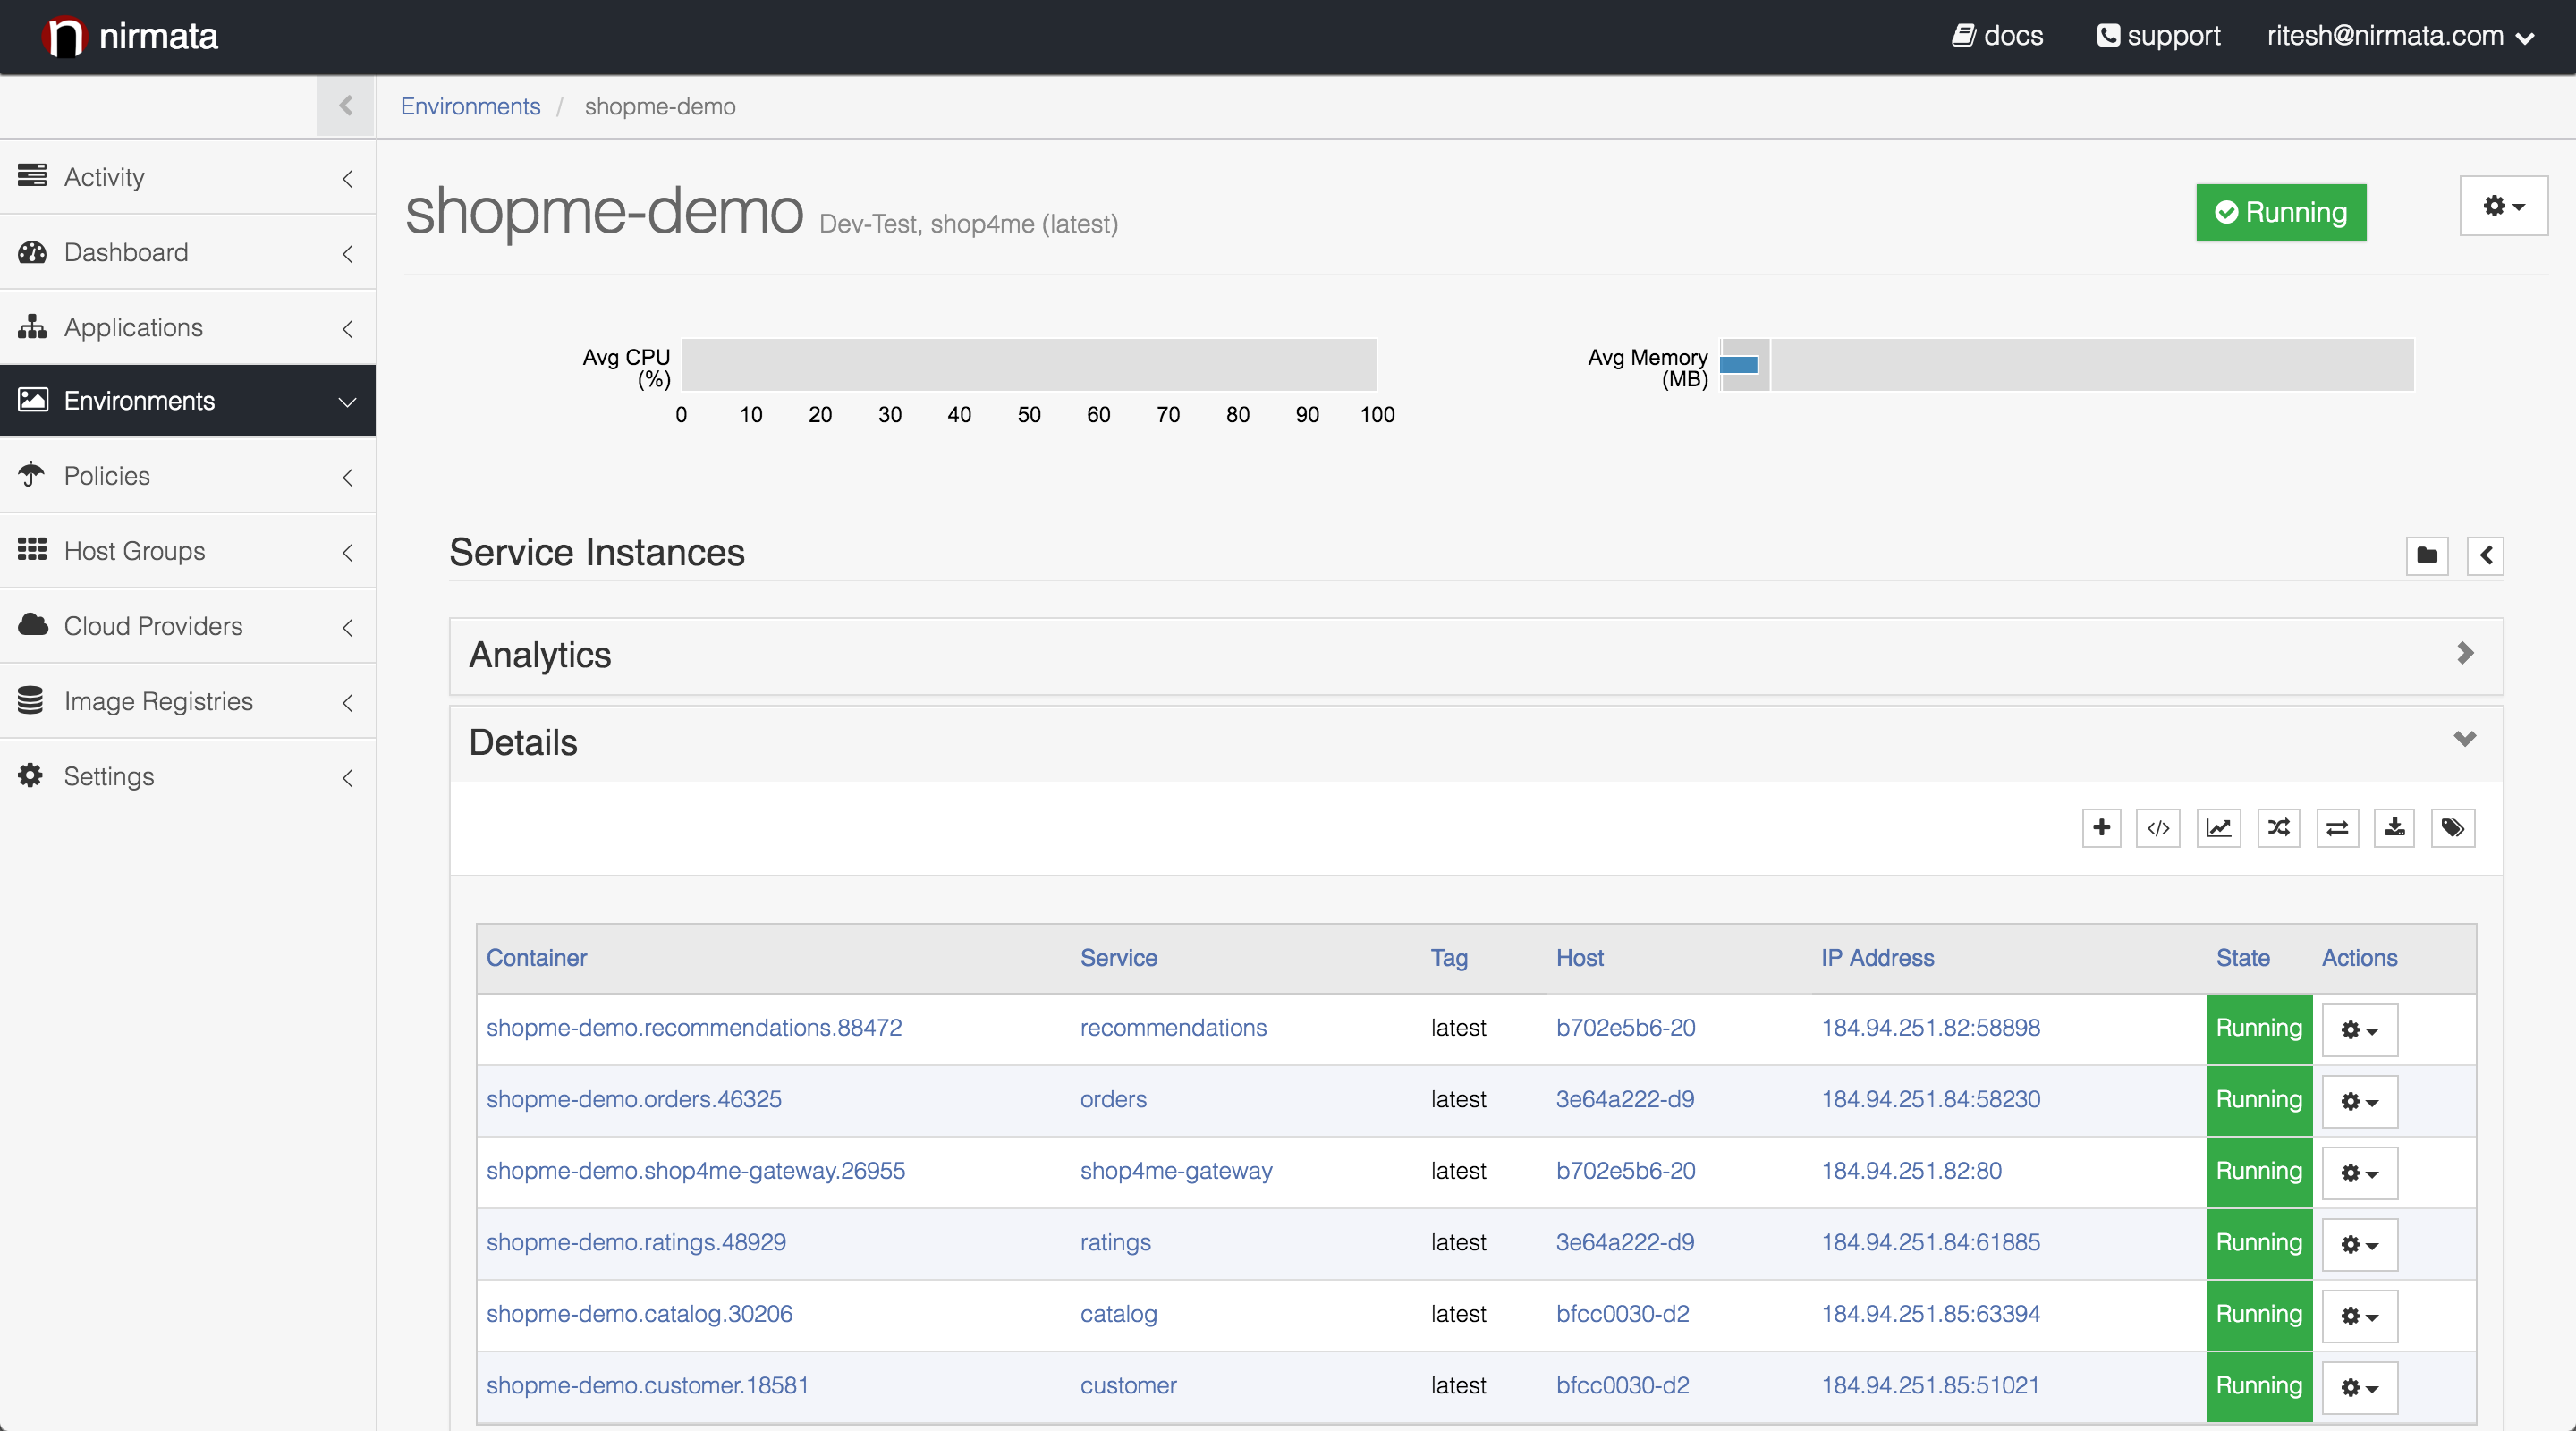 nirmata
docs
support
ritesh@nirmata.com
Environments / shopme-demo
Activity
Dashboard
Applications
Environments
Policies
Host Groups
Cloud Providers
Image Registries
Settings
shopme-demo Dev-Test, shop4me (latest)
Running
Avg CPU
(%)
0 10 20 30 40 50 60 70 80 90 100
Avg Memory
(MB)
Service Instances
Analytics
Details
Container Service Tag Host IP Address State Actions
shopme-demo.recommendations.88472 recommendations latest b702e5b6-20 184.94.251.82:58898 Running
shopme-demo.orders.46325 orders latest 3e64a222-d9 184.94.251.84:58230 Running
shopme-demo.shop4me-gateway.26955 shop4me-gateway latest b702e5b6-20 184.94.251.82:80 Running
shopme-demo.ratings.48929 ratings latest 3e64a222-d9 184.94.251.84:61885 Running
shopme-demo.catalog.30206 catalog latest bfcc0030-d2 184.94.251.85:63394 Running
shopme-demo.customer.18581 customer latest bfcc0030-d2 184.94.251.85:51021 Running